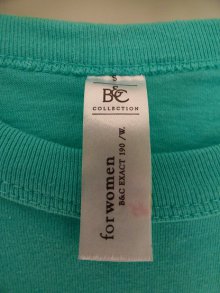 S
B&C
COLLECTION
for women
B&C EXACT 190 /W.